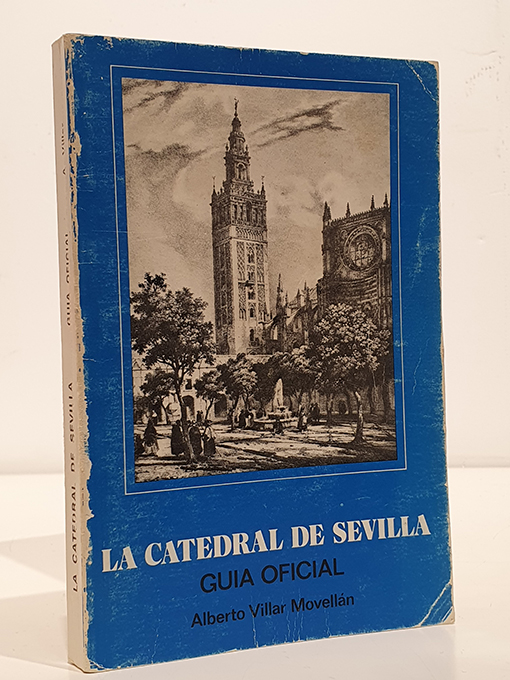 LA CATEDRAL DE SEVILLA
GUIA OFICIAL
Alberto Villar Movellán
LA CATEDRAL DE SEVILLA
GUIA OFICIAL